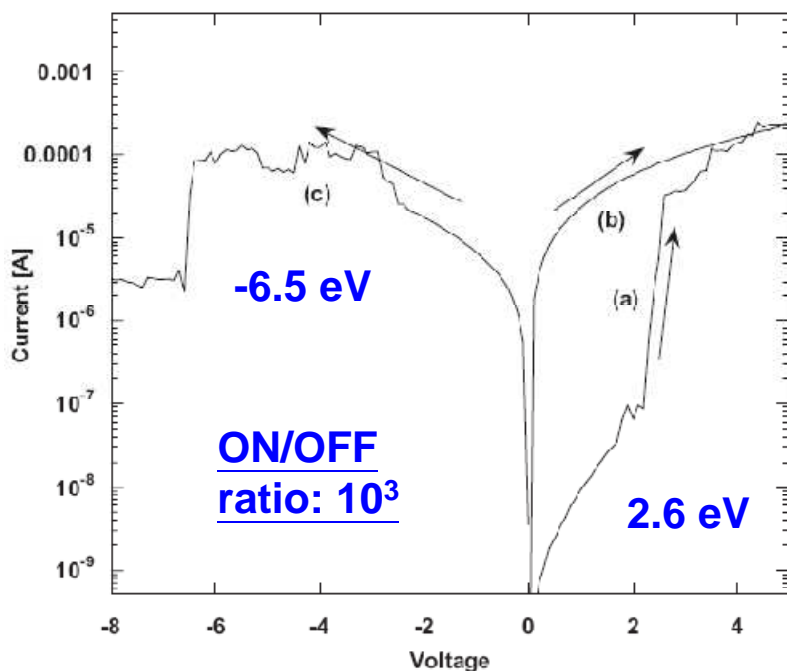 0.001
0.0001
10⁻⁵
10⁻⁶
10⁻⁷
10⁻⁸
10⁻⁹
Current [A]
(c)
(b)
(a)
-6.5 eV
ON/OFF
ratio: 10³
2.6 eV
-8 -6 -4 -2 0 2 4
Voltage